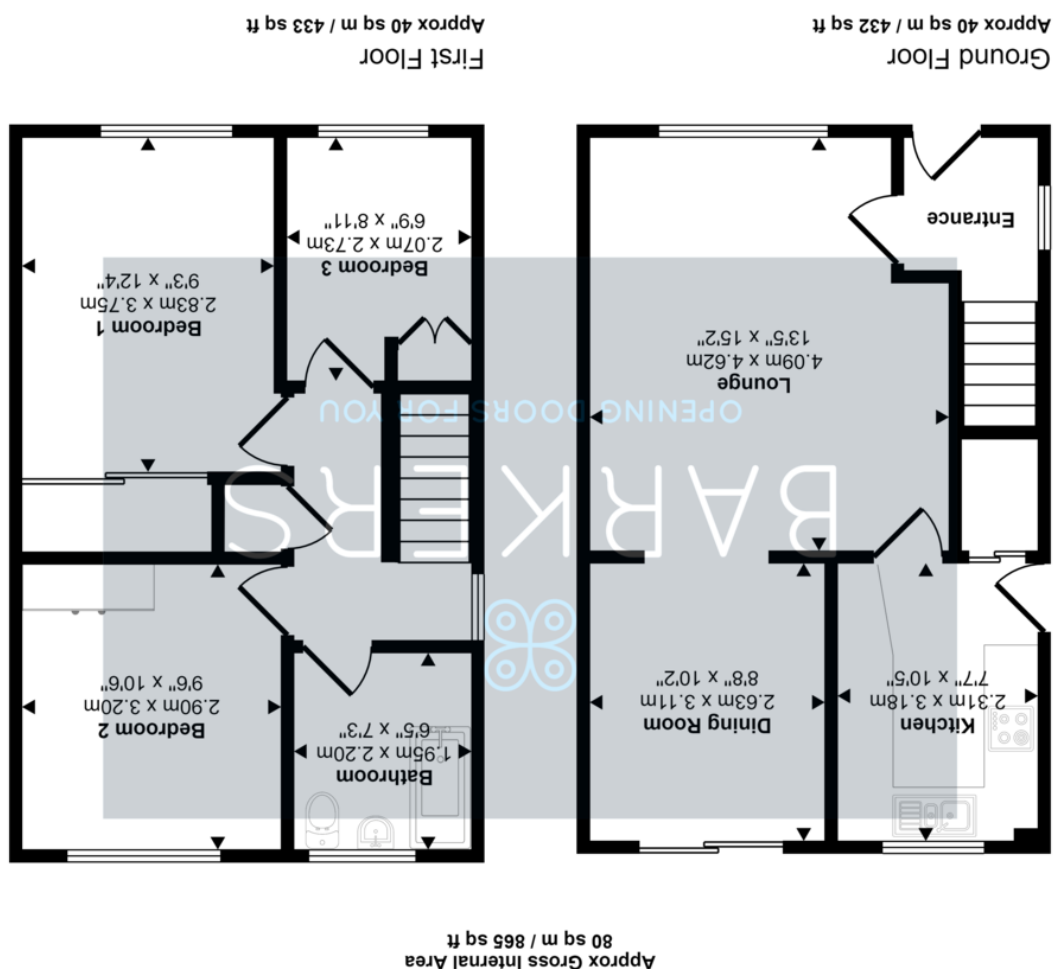 Approx Gross Internal Area
80 sq m / 865 sq ft
Kitchen
2.31m x 3.18m
7'7" x 10'5"
Dining Room
2.63m x 3.11m
8'8" x 10'2"
Lounge
4.09m x 4.62m
13'5" x 15'2"
Entrance
Ground Floor
Approx 40 sq m / 432 sq ft
Bathroom
1.95m x 2.20m
6'5" x 7'3"
Bedroom 2
2.90m x 3.20m
9'6" x 10'6"
Bedroom 1
2.83m x 3.75m
9'3" x 12'4"
Bedroom 3
2.07m x 2.73m
6'9" x 8'11"
First Floor
Approx 40 sq m / 433 sq ft
BARKERS
OPENING DOORS FOR YOU